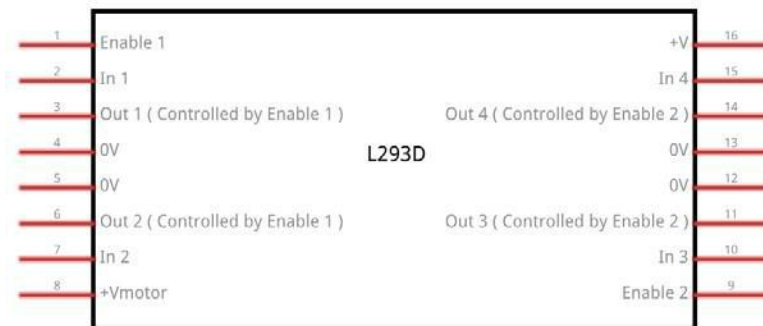 1 Enable 1 +V 16
2 In 1 In 4 15
3 Out 1 ( Controlled by Enable 1 ) Out 4 ( Controlled by Enable 2 ) 14
4 0V 0V 13
L293D
5 0V 0V 12
6 Out 2 ( Controlled by Enable 1 ) Out 3 ( Controlled by Enable 2 ) 11
7 In 2 In 3 10
8 +Vmotor Enable 2 9